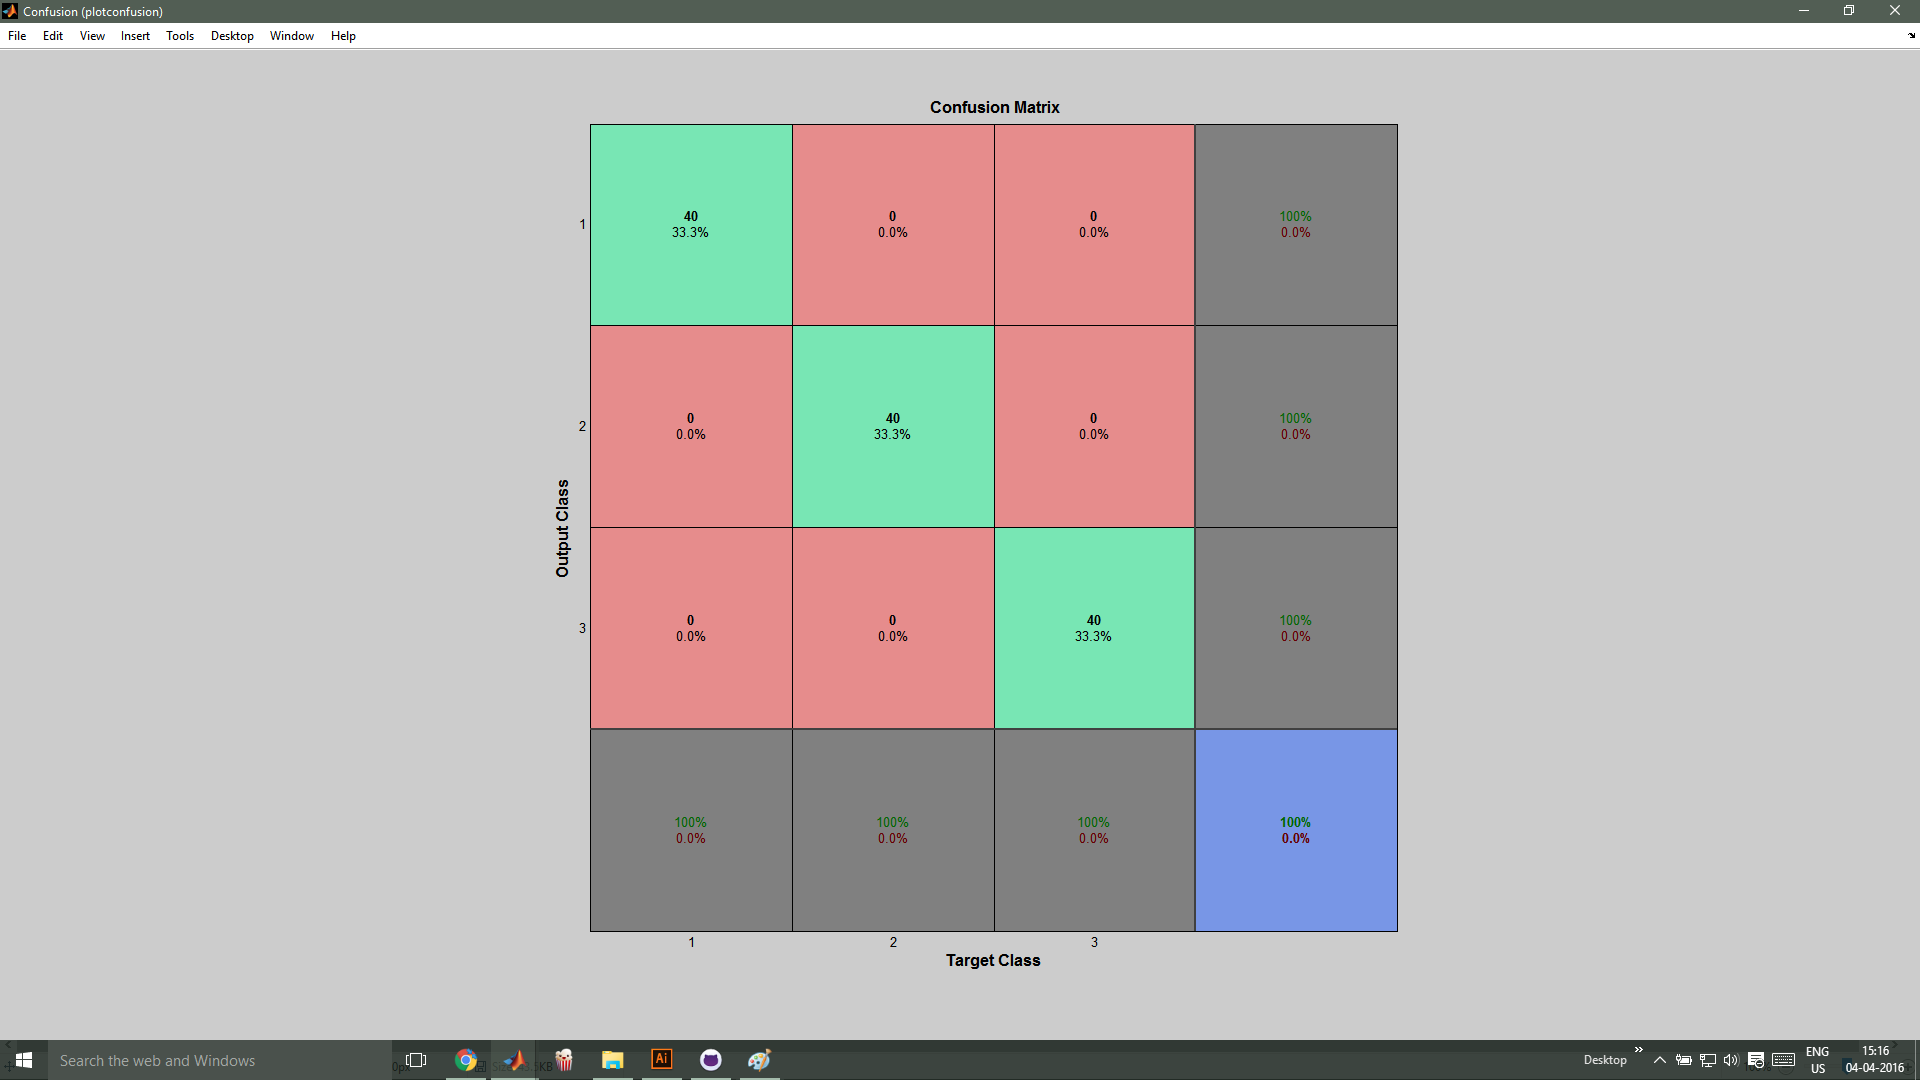 Confusion (plotconfusion)
File Edit View Insert Tools Desktop Window Help
Confusion Matrix
40 0 0 100%
33.3% 0.0% 0.0% 0.0%
1
0 40 0 100%
0.0% 33.3% 0.0% 0.0%
2
Output Class
0 0 40 100%
0.0% 0.0% 33.3% 0.0%
3
100% 100% 100% 100%
0.0% 0.0% 0.0% 0.0%
1 2 3
Target Class
Search the web and Windows
Ai
Desktop
ENG
US
15:16
04-04-2016